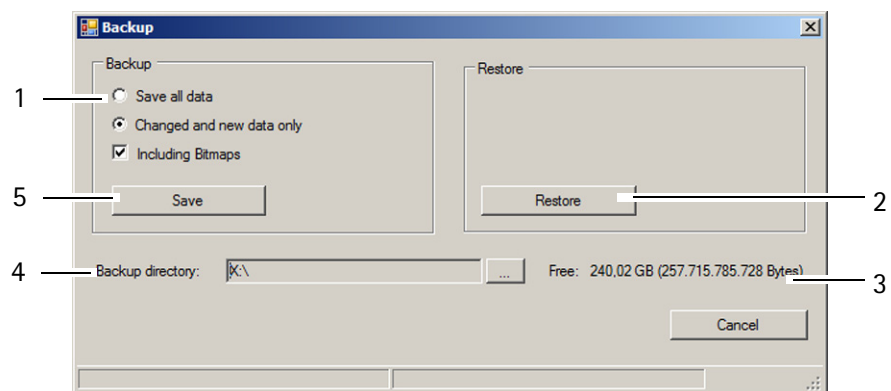 Backup
Backup
Restore
1
Save all data
Changed and new data only
Including Bitmaps
5
Save
Restore
2
4
Backup directory:
X:\
...
Free: 240,02 GB (257.715.785.728 Bytes)
3
Cancel